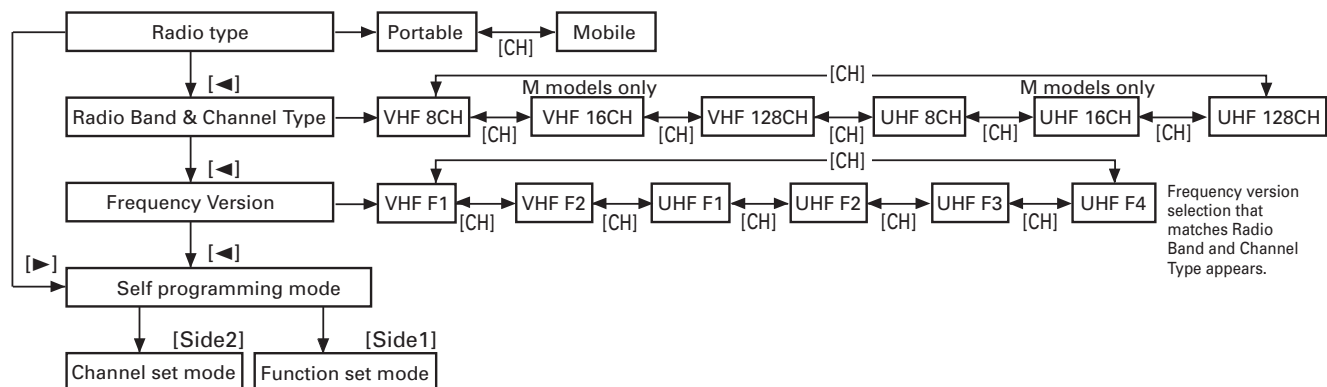 Radio type
Portable
[CH]
Mobile
[◄]
[CH]
M models only
M models only
Radio Band & Channel Type
VHF 8CH
[CH]
VHF 16CH
[CH]
VHF 128CH
[CH]
UHF 8CH
[CH]
UHF 16CH
[CH]
UHF 128CH
[◄]
[CH]
Frequency Version
VHF F1
[CH]
VHF F2
[CH]
UHF F1
[CH]
UHF F2
[CH]
UHF F3
[CH]
UHF F4
Frequency version
selection that
matches Radio
Band and Channel
Type appears.
[►]
[◄]
Self programming mode
[Side2]
[Side1]
Channel set mode
Function set mode